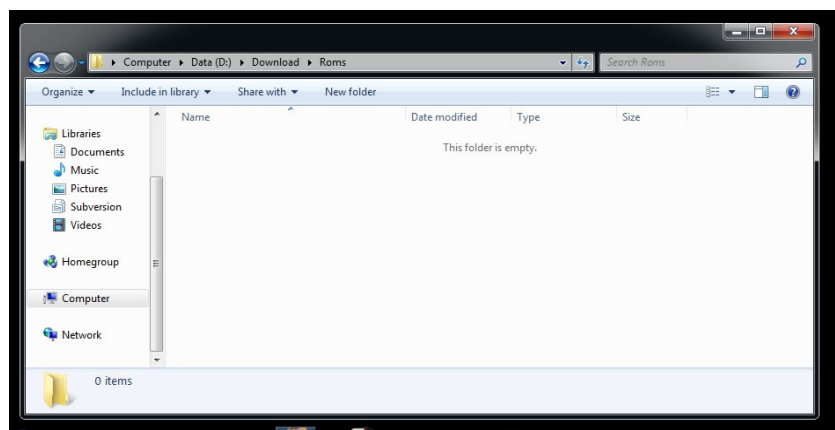 Computer Data (D:) Download Roms Search Roms
Organize Include in library Share with New folder
Name Date modified Type Size
This folder is empty.
Libraries
Documents
Music
Pictures
Subversion
Videos
Homegroup
Computer
Network
0 items